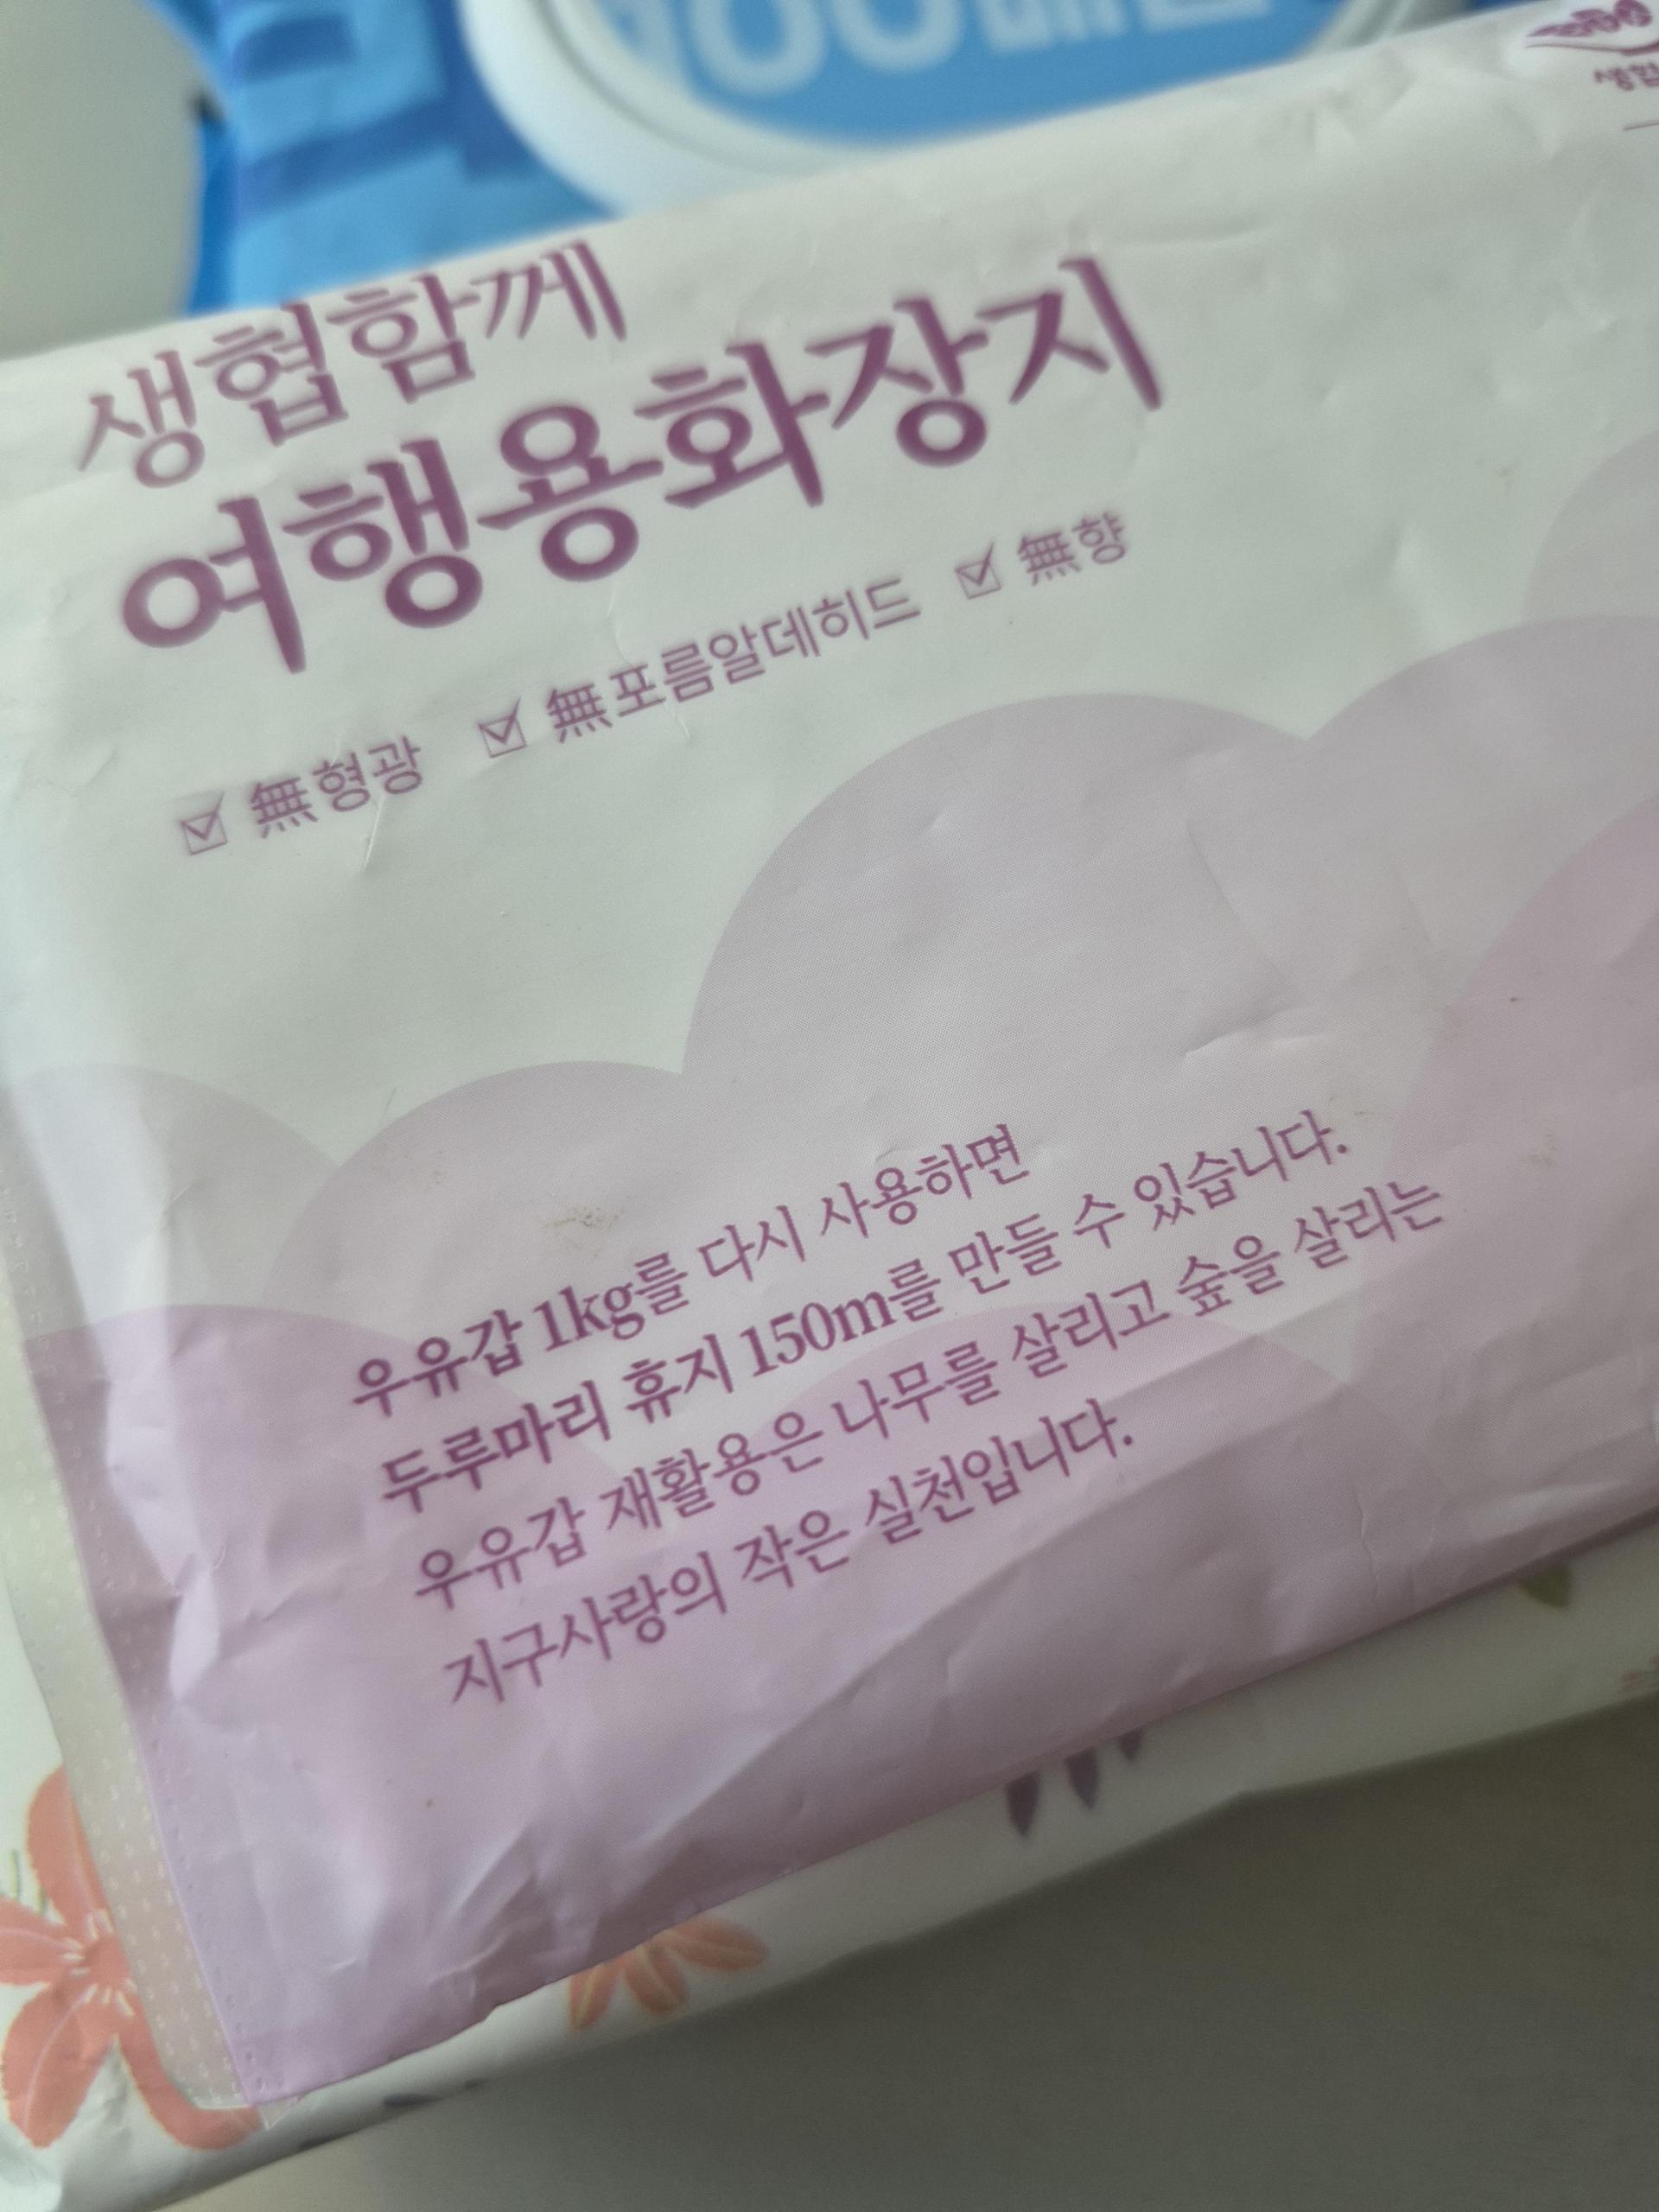 생협함께
여행용화장지
☑ 無형광 ☑ 無포름알데히드 ☑ 無향
우유갑 1kg를 다시 사용하면
두루마리 휴지 150m를 만들 수 있습니다.
우유갑 재활용은 나무를 살리고 숲을 살리는
지구사랑의 작은 실천입니다.